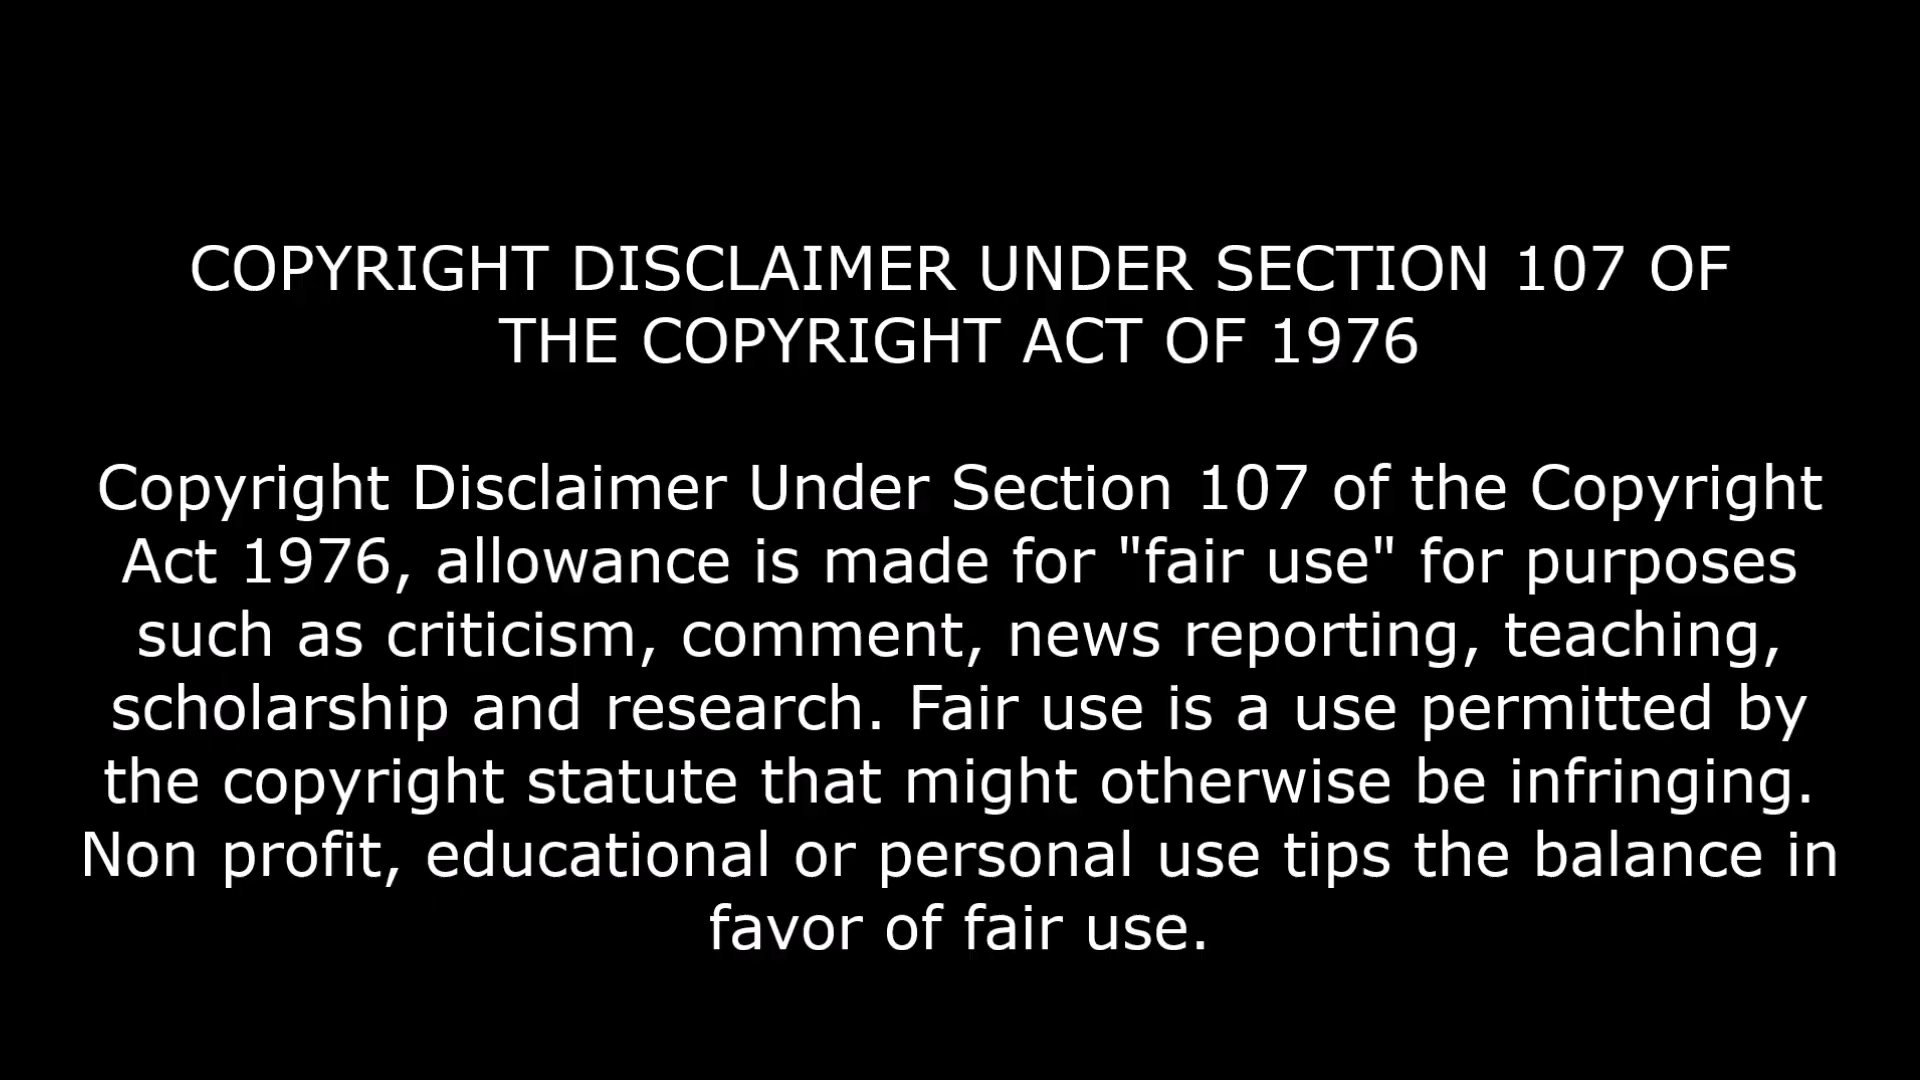 COPYRIGHT DISCLAIMER UNDER SECTION 107 OF
THE COPYRIGHT ACT OF 1976
Copyright Disclaimer Under Section 107 of the Copyright
Act 1976, allowance is made for "fair use" for purposes
such as criticism, comment, news reporting, teaching,
scholarship and research. Fair use is a use permitted by
the copyright statute that might otherwise be infringing.
Non profit, educational or personal use tips the balance in
favor of fair use.